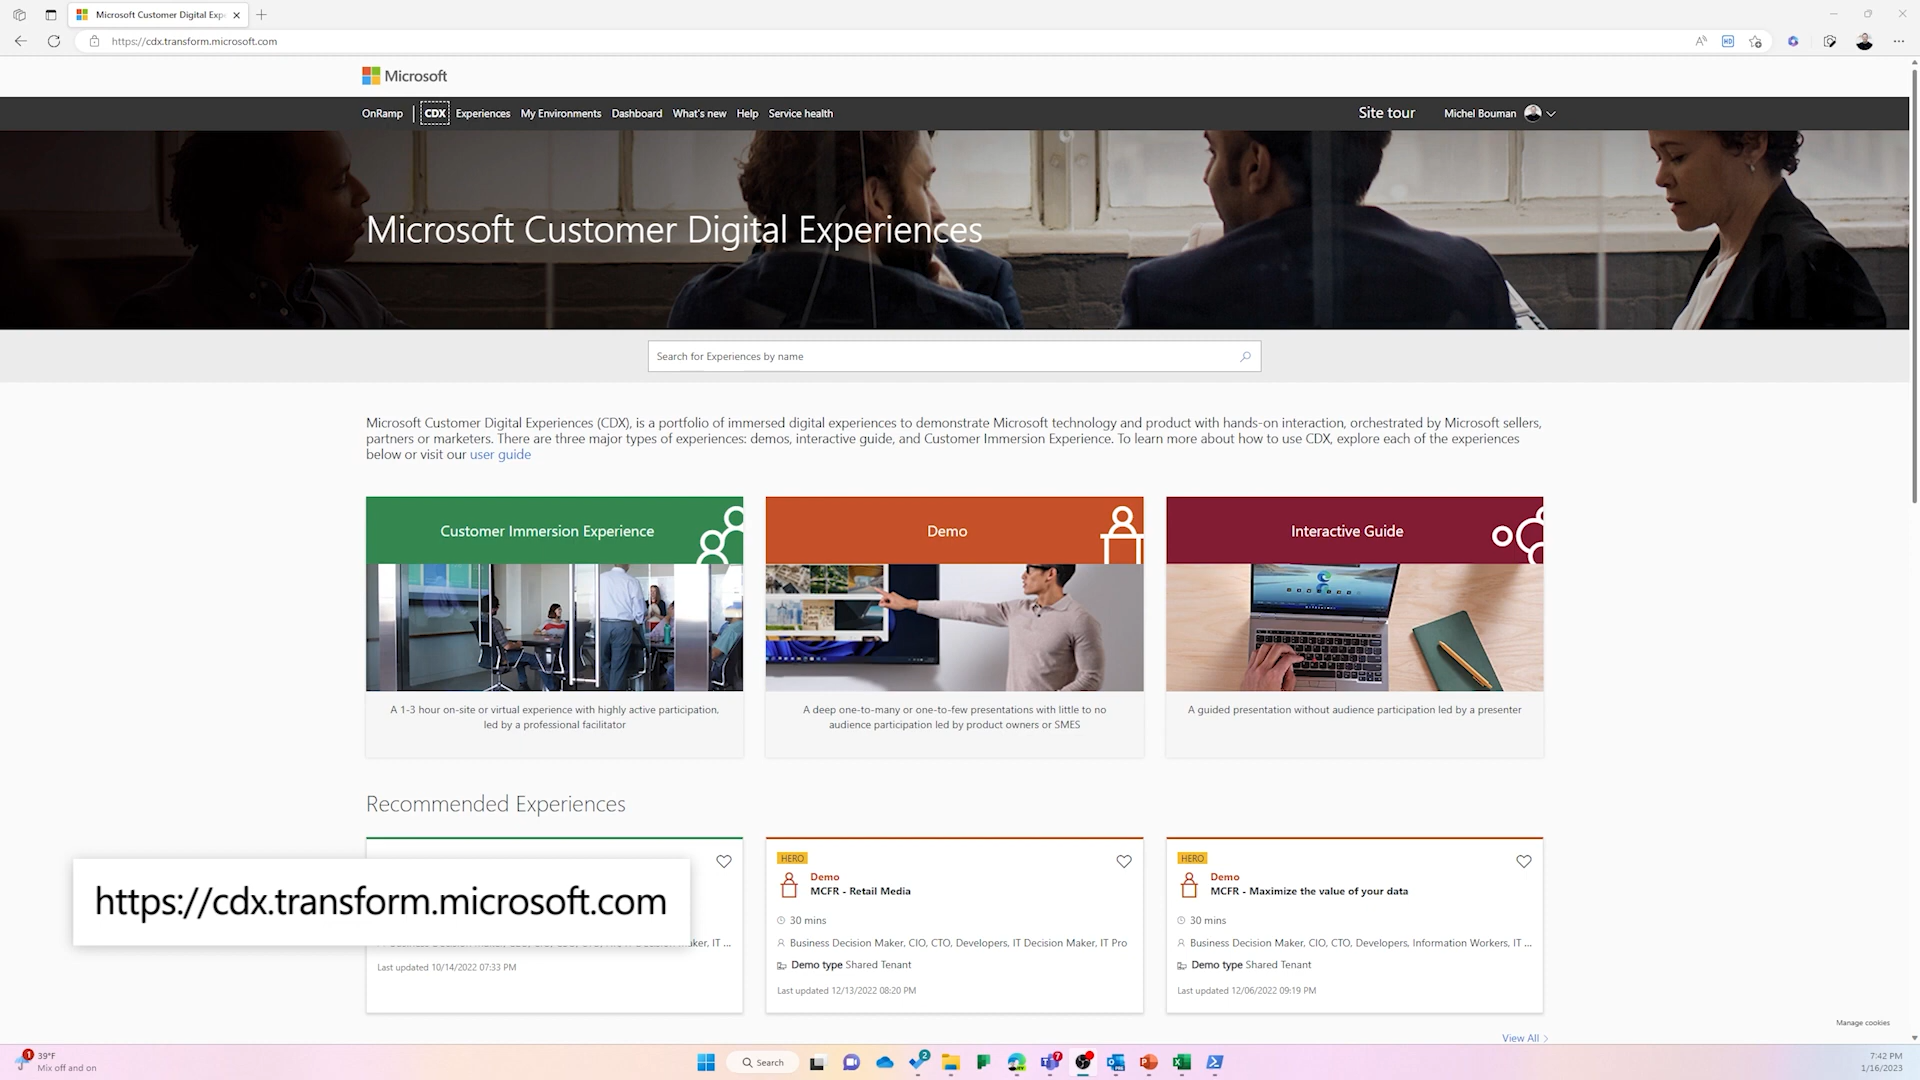 Microsoft Customer Digital Exp
https://cdx.transform.microsoft.com
Microsoft
OnRamp CDX Experiences My Environments Dashboard What's new Help Service health Site tour Michel Bouman
Microsoft Customer Digital Experiences
Search for Experiences by name
Microsoft Customer Digital Experiences (CDX), is a portfolio of immersed digital experiences to demonstrate Microsoft technology and product with hands-on interaction, orchestrated by Microsoft sellers,
partners or marketers. There are three major types of experiences: demos, interactive guide, and Customer Immersion Experience. To learn more about how to use CDX, explore each of the experiences
below or visit our user guide
Customer Immersion Experience
A 1-3 hour on-site or virtual experience with highly active participation,
led by a professional facilitator
Demo
A deep one-to-many or one-to-few presentations with little to no
audience participation led by product owners or SMES
Interactive Guide
A guided presentation without audience participation led by a presenter
Recommended Experiences
https://cdx.transform.microsoft.com
aker, IT ...
Last updated 10/14/2022 07:33 PM
HERO
Demo
MCFR - Retail Media
30 mins
Business Decision Maker, CIO, CTO, Developers, IT Decision Maker, IT Pro
Demo type Shared Tenant
Last updated 12/13/2022 08:20 PM
HERO
Demo
MCFR - Maximize the value of your data
30 mins
Business Decision Maker, CIO, CTO, Developers, Information Workers, IT ...
Demo type Shared Tenant
Last updated 12/06/2022 09:19 PM
Manage cookies
View All
1
39°F
Mix off and on
Search
2
7
7:42 PM
1/16/2023